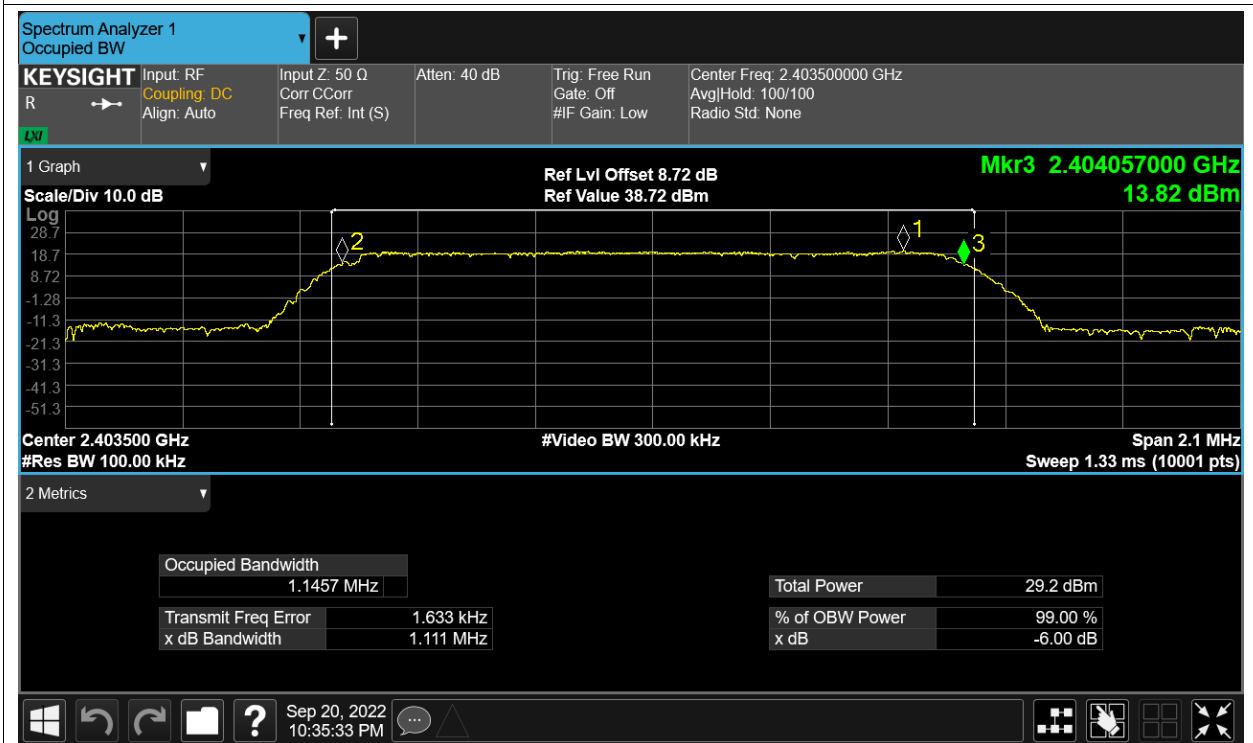 Spectrum Analyzer 1
Occupied BW
KEYSIGHT
R
LXI
Input: RF
Coupling: DC
Align: Auto
Input Z: 50 Ω
Corr CCorr
Freq Ref: Int (S)
Atten: 40 dB
Trig: Free Run
Gate: Off
#IF Gain: Low
Center Freq: 2.403500000 GHz
Avg|Hold: 100/100
Radio Std: None
1 Graph
Scale/Div 10.0 dB
Ref Lvl Offset 8.72 dB
Ref Value 38.72 dBm
Mkr3 2.404057000 GHz
13.82 dBm
Log
28.7
18.7
8.72
-1.28
-11.3
-21.3
-31.3
-41.3
-51.3
2
1
3
Center 2.403500 GHz
#Video BW 300.00 kHz
Span 2.1 MHz
#Res BW 100.00 kHz
Sweep 1.33 ms (10001 pts)
2 Metrics
Occupied Bandwidth
1.1457 MHz
Transmit Freq Error 1.633 kHz
x dB Bandwidth 1.111 MHz
Total Power 29.2 dBm
% of OBW Power 99.00 %
x dB -6.00 dB
?
Sep 20, 2022
10:35:33 PM